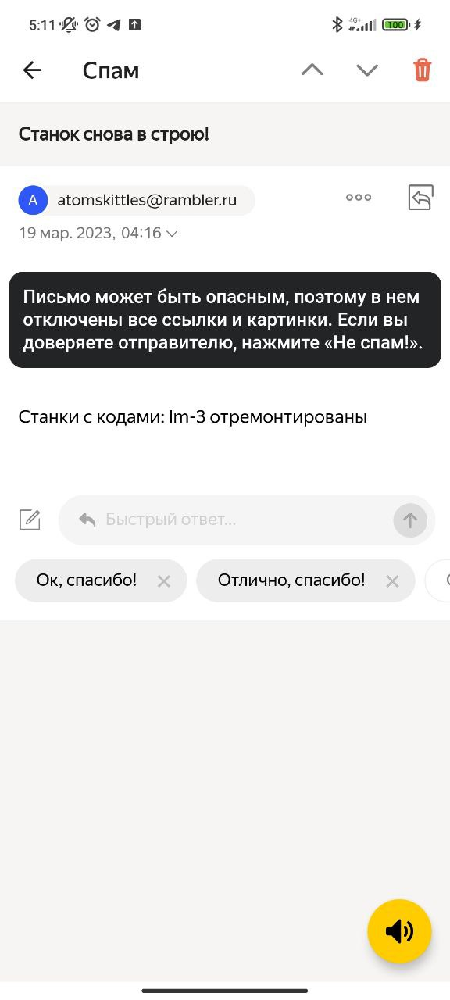 5:11
4G+
100
Спам
Станок снова в строю!
А
atomskittles@rambler.ru
19 мар. 2023, 04:16
Письмо может быть опасным, поэтому в нем
отключены все ссылки и картинки. Если вы
доверяете отправителю, нажмите «Не спам!».
Станки с кодами: lm-3 отремонтированы
Быстрый ответ...
Ок, спасибо!
Отлично, спасибо!